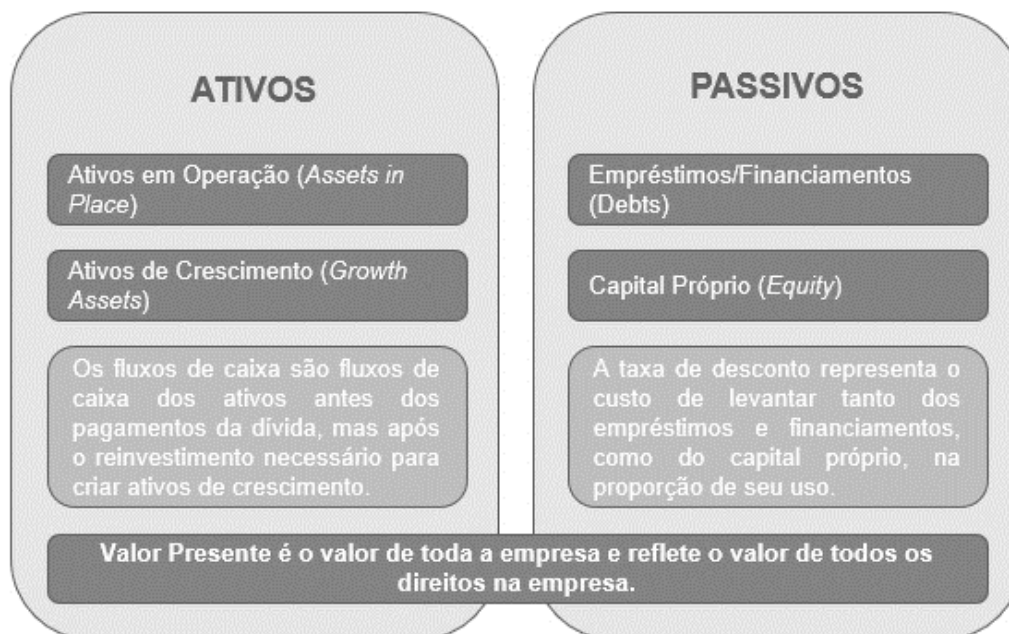 ATIVOS
Ativos em Operação (Assets in
Place)
Ativos de Crescimento (Growth
Assets)
Os fluxos de caixa são fluxos de
caixa dos ativos antes dos
pagamentos da dívida, mas após
o reinvestimento necessário para
criar ativos de crescimento.
PASSIVOS
Empréstimos/Financiamentos
(Debts)
Capital Próprio (Equity)
A taxa de desconto representa o
custo de levantar tanto dos
empréstimos e financiamentos,
como do capital próprio, na
proporção de seu uso.
Valor Presente é o valor de toda a empresa e reflete o valor de todos os
direitos na empresa.